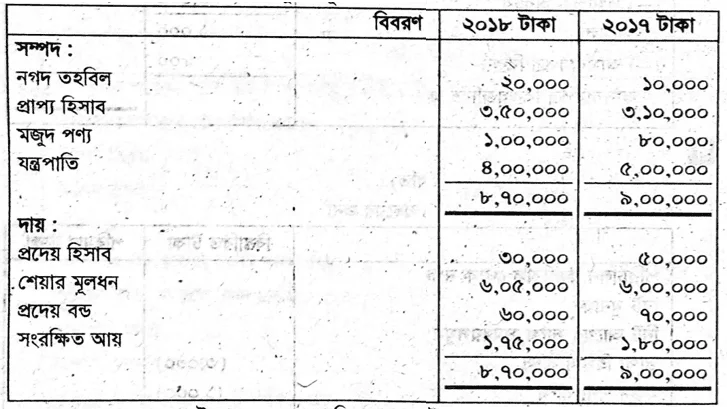 বিবরণ ২০১৮ টাকা ২০১৭ টাকা
সম্পদ :
নগদ তহবিল ২০,০০০ ১০,০০০
প্রাপ্য হিসাব ৩,৫০,০০০ ৩,১০,০০০
মজুদ পণ্য ১,০০,০০০ ৮০,০০০
যন্ত্রপাতি ৪,০০,০০০ ৫,০০,০০০
৮,৭০,০০০ ৯,০০,০০০
দায় :
প্রদেয় হিসাব ৩০,০০০ ৫০,০০০
শেয়ার মূলধন ৬,০৫,০০০ ৬,০০,০০০
প্রদেয় বন্ড ৬০,০০০ ৭০,০০০
সংরক্ষিত আয় ১,৭৫,০০০ ১,৮০,০০০
৮,৭০,০০০ ৯,০০,০০০